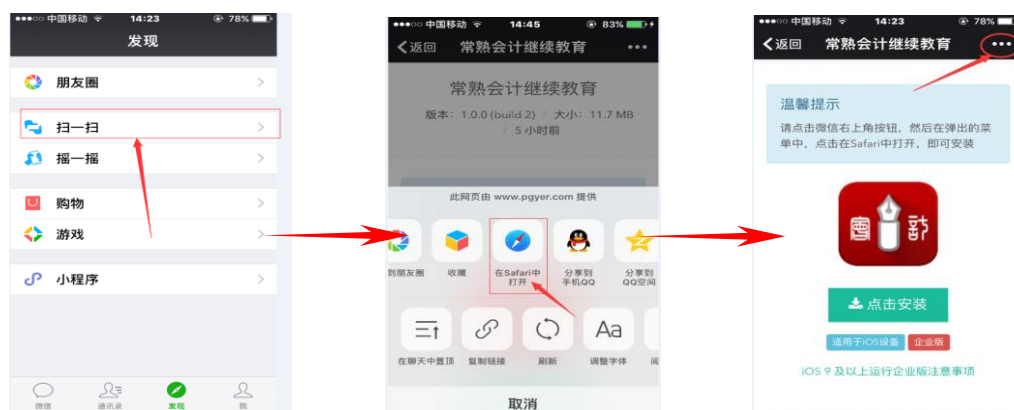 中国移动 14:23 78%
发现
朋友圈
扫一扫
摇一摇
购物
游戏
小程序
微信 通讯录 发现 我
中国移动 14:45 83%
返回 常熟会计继续教育
常熟会计继续教育
版本：1.0.0 (build 2) / 大小：11.7 MB
/ 5 小时前
此网页由 www.pgyer.com 提供
到朋友圈 收藏 在Safari中
打开 分享到
手机QQ 分享到
QQ空间
Aa
在聊天中置顶 复制链接 刷新 调整字体 阅
取消
中国移动 14:23 78%
返回 常熟会计继续教育
温馨提示
请点击微信右上角按钮，然后在弹出的菜
单中，点击在Safari中打开，即可安装
點击安装
适用于iOS设备 企业版
iOS 9 及以上运行企业版注意事项